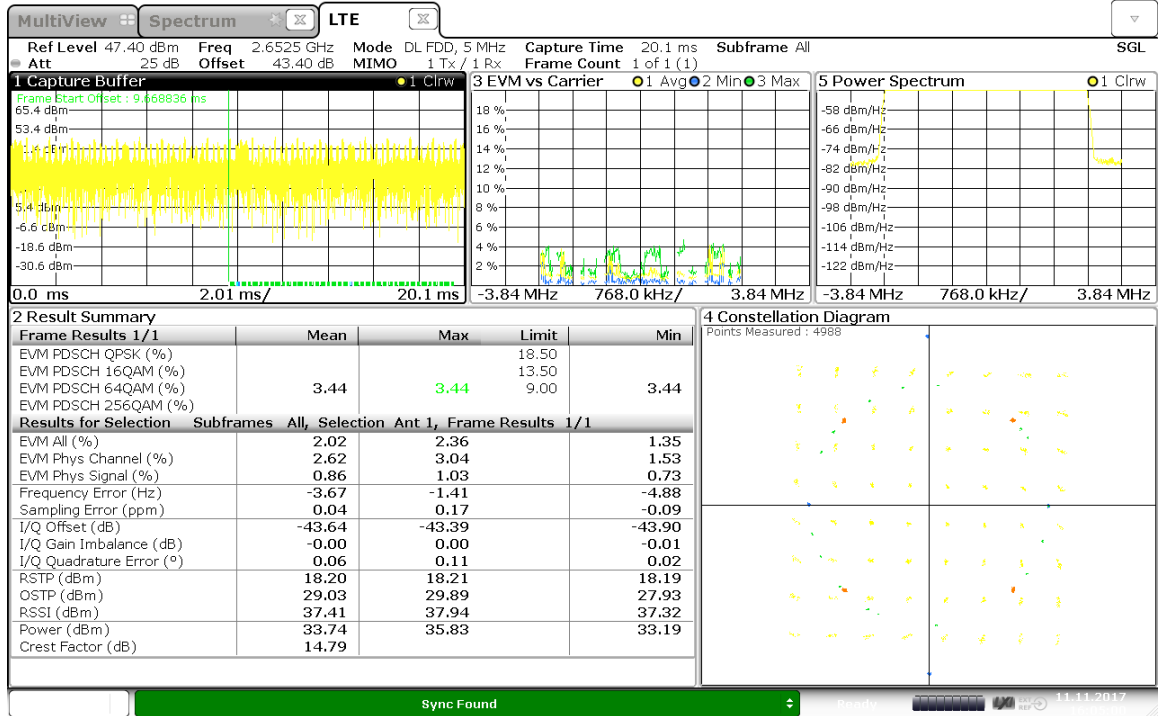 MultiView Spectrum LTE
Ref Level 47.40 dBm Freq 2.6525 GHz Mode DL FDD, 5 MHz Capture Time 20.1 ms Subframe All SGL
Att 25 dB Offset 43.40 dB MIMO 1 Tx / 1 Rx Frame Count 1 of 1 (1)
1 Capture Buffer 1 Clrw
Frame Start Offset : 9.668836 ms
65.4 dBm
53.4 dBm
5.4 dBm
-6.6 dBm
-18.6 dBm
-30.6 dBm
0.0 ms 2.01 ms/ 20.1 ms
3 EVM vs Carrier 1 Avg 2 Min 3 Max
18 %
16 %
14 %
12 %
10 %
8 %
6 %
4 %
2 %
-3.84 MHz 768.0 kHz/ 3.84 MHz
5 Power Spectrum 1 Clrw
-58 dBm/Hz
-66 dBm/Hz
-74 dBm/Hz
-82 dBm/Hz
-90 dBm/Hz
-98 dBm/Hz
-106 dBm/Hz
-114 dBm/Hz
-122 dBm/Hz
-3.84 MHz 768.0 kHz/ 3.84 MHz
2 Result Summary
Frame Results 1/1 Mean Max Limit Min
EVM PDSCH QPSK (%) 18.50
EVM PDSCH 16QAM (%) 13.50
EVM PDSCH 64QAM (%) 3.44 3.44 9.00 3.44
EVM PDSCH 256QAM (%)
Results for Selection Subframes All, Selection Ant 1, Frame Results 1/1
EVM All (%) 2.02 2.36 1.35
EVM Phys Channel (%) 2.62 3.04 1.53
EVM Phys Signal (%) 0.86 1.03 0.73
Frequency Error (Hz) -3.67 -1.41 -4.88
Sampling Error (ppm) 0.04 0.17 -0.09
I/Q Offset (dB) -43.64 -43.39 -43.90
I/Q Gain Imbalance (dB) -0.00 0.00 -0.01
I/Q Quadrature Error (º) 0.06 0.11 0.02
RSTP (dBm) 18.20 18.21 18.19
OSTP (dBm) 29.03 29.89 27.93
RSSI (dBm) 37.41 37.94 37.32
Power (dBm) 33.74 35.83 33.19
Crest Factor (dB) 14.79
4 Constellation Diagram
Points Measured : 4988
Sync Found
Ready
LXI
11.11.2017